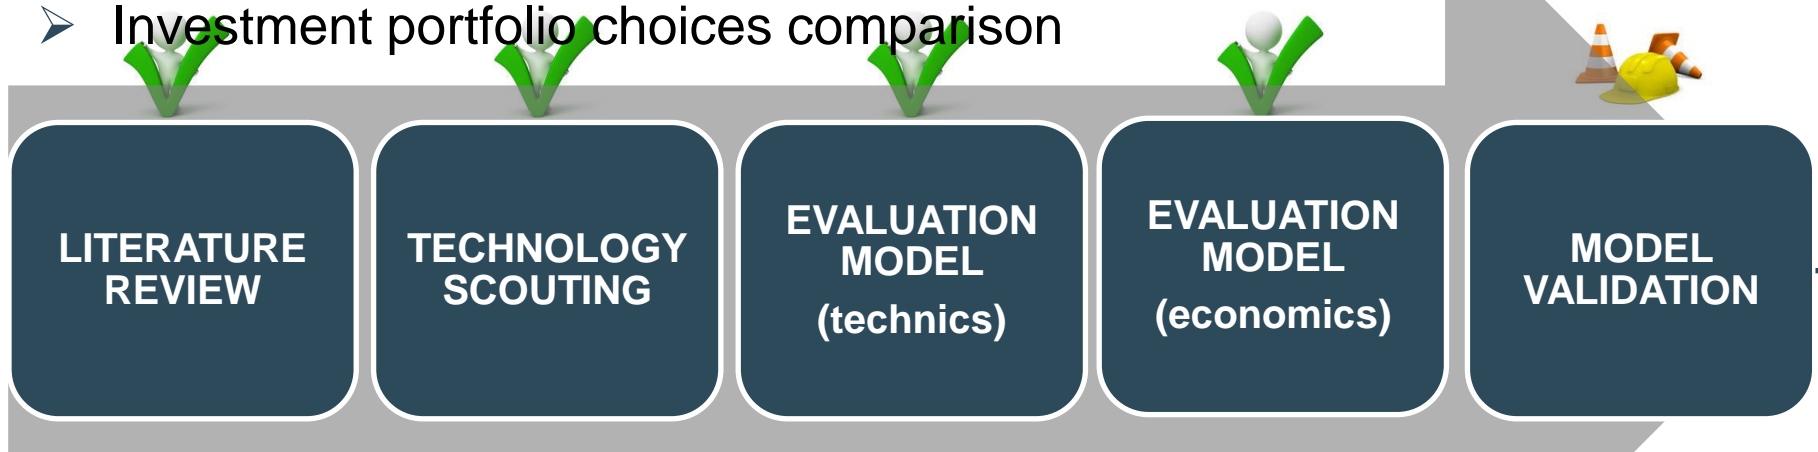 Investment portfolio choices comparison
LITERATURE
REVIEW
TECHNOLOGY
SCOUTING
EVALUATION
MODEL
(technics)
EVALUATION
MODEL
(economics)
MODEL
VALIDATION